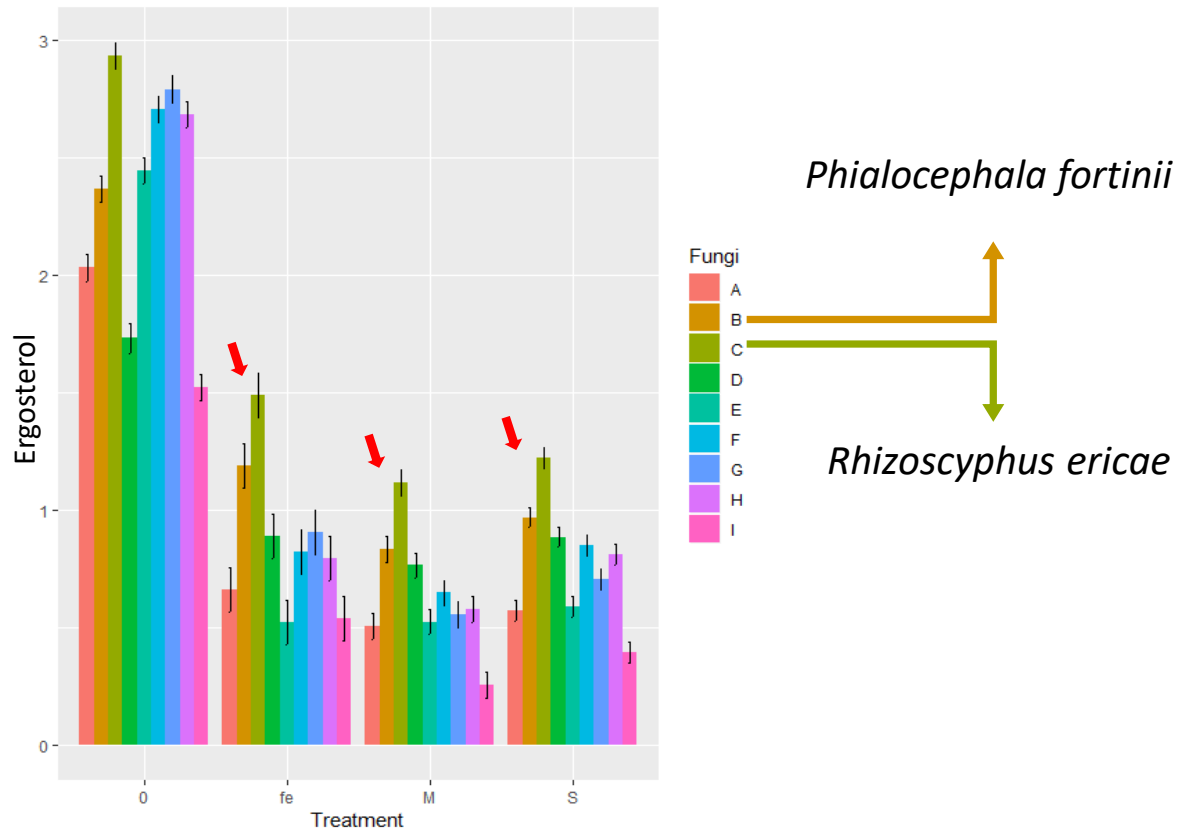 3
2
1
0
Ergosterol
0 fe M S
Treatment
Fungi
A
B
C
D
E
F
G
H
I
Phialocephala fortinii
Rhizoscyphus ericae